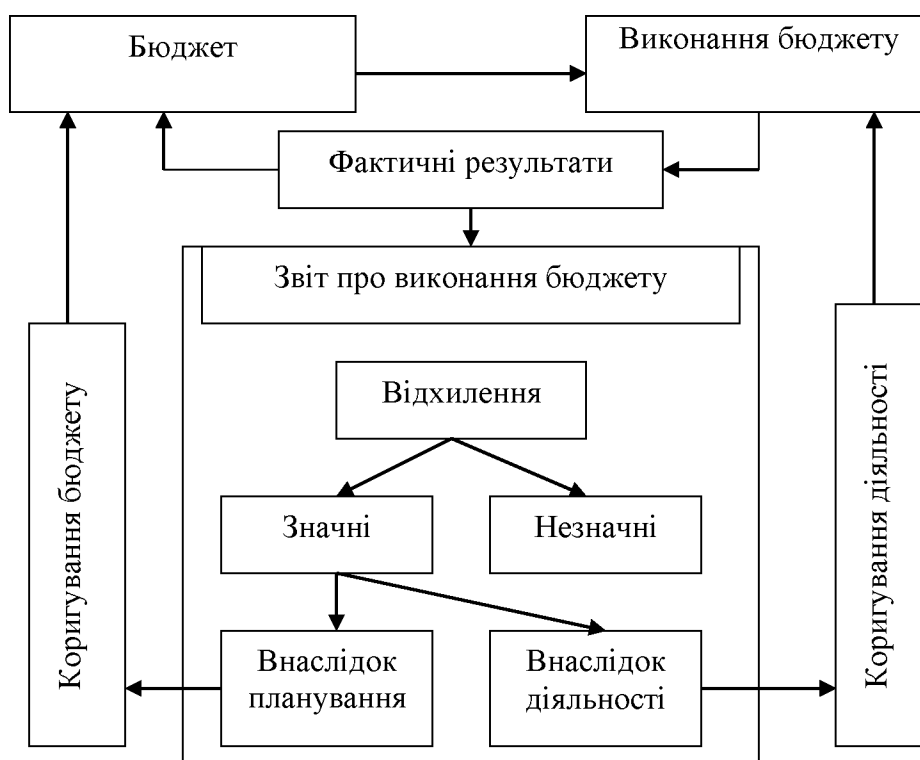 Бюджет
Виконання бюджету
Фактичні результати
Звіт про виконання бюджету
Відхилення
Значні
Незначні
Внаслідок
планування
Внаслідок
діяльності
Коригування бюджету
Коригування діяльності